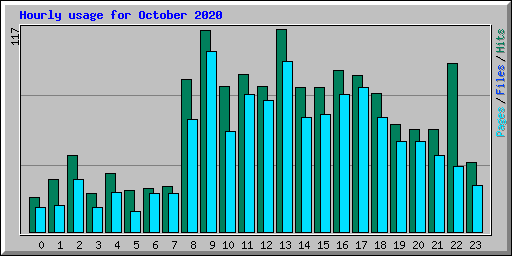 Hourly usage for October 2020
117
Pages/Files/Hits
0 1 2 3 4 5 6 7 8 9 10 11 12 13 14 15 16 17 18 19 20 21 22 23